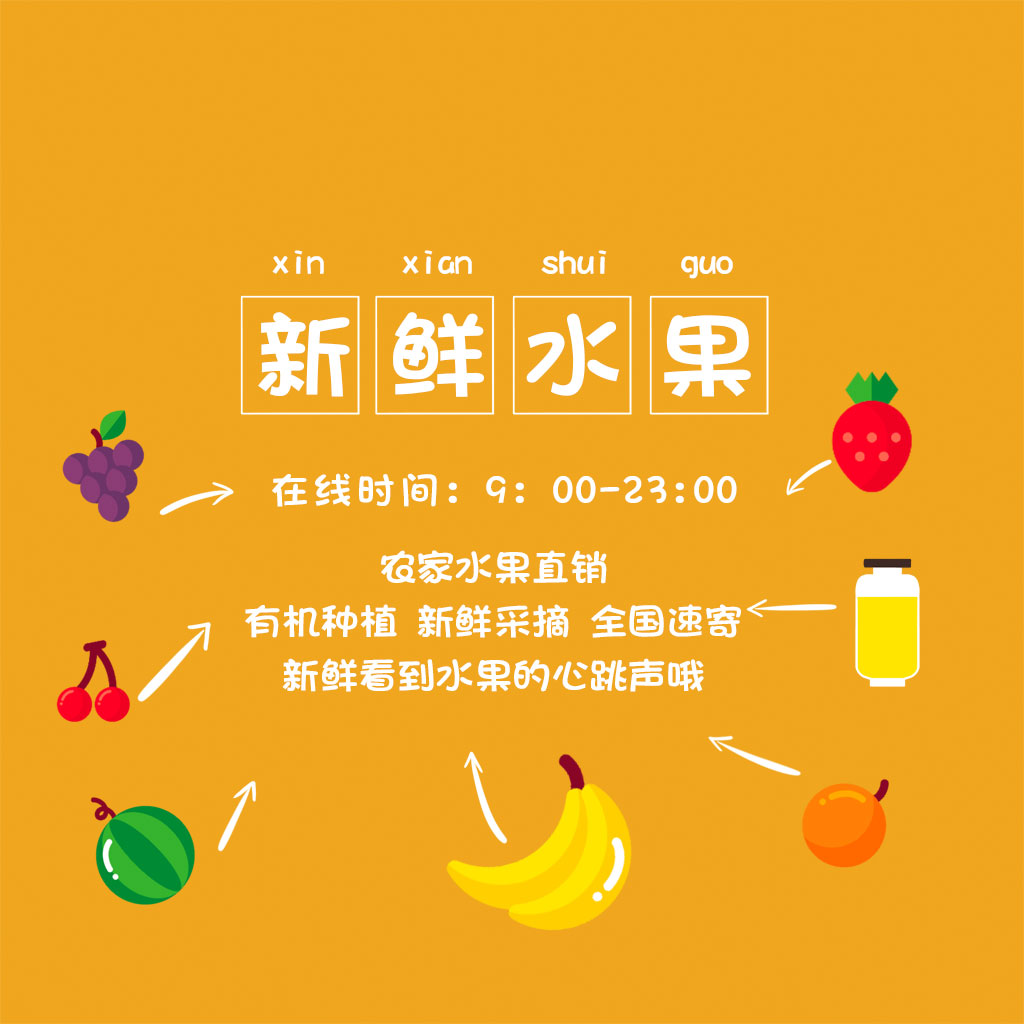 xin xian shui guo
新鲜水果
在线时间：9：00-23:00
农家水果直销
有机种植 新鲜采摘 全国速寄
新鲜看到水果的心跳声哦